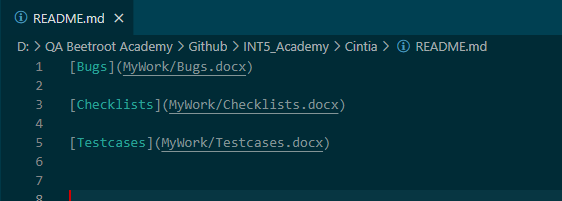 README.md ×
D: > QA Beetroot Academy > Github > INT5_Academy > Cintia > README.md
1 [Bugs](MyWork/Bugs.docx)
2
3 [Checklists](MyWork/Checklists.docx)
4
5 [Testcases](MyWork/Testcases.docx)
6
7
8